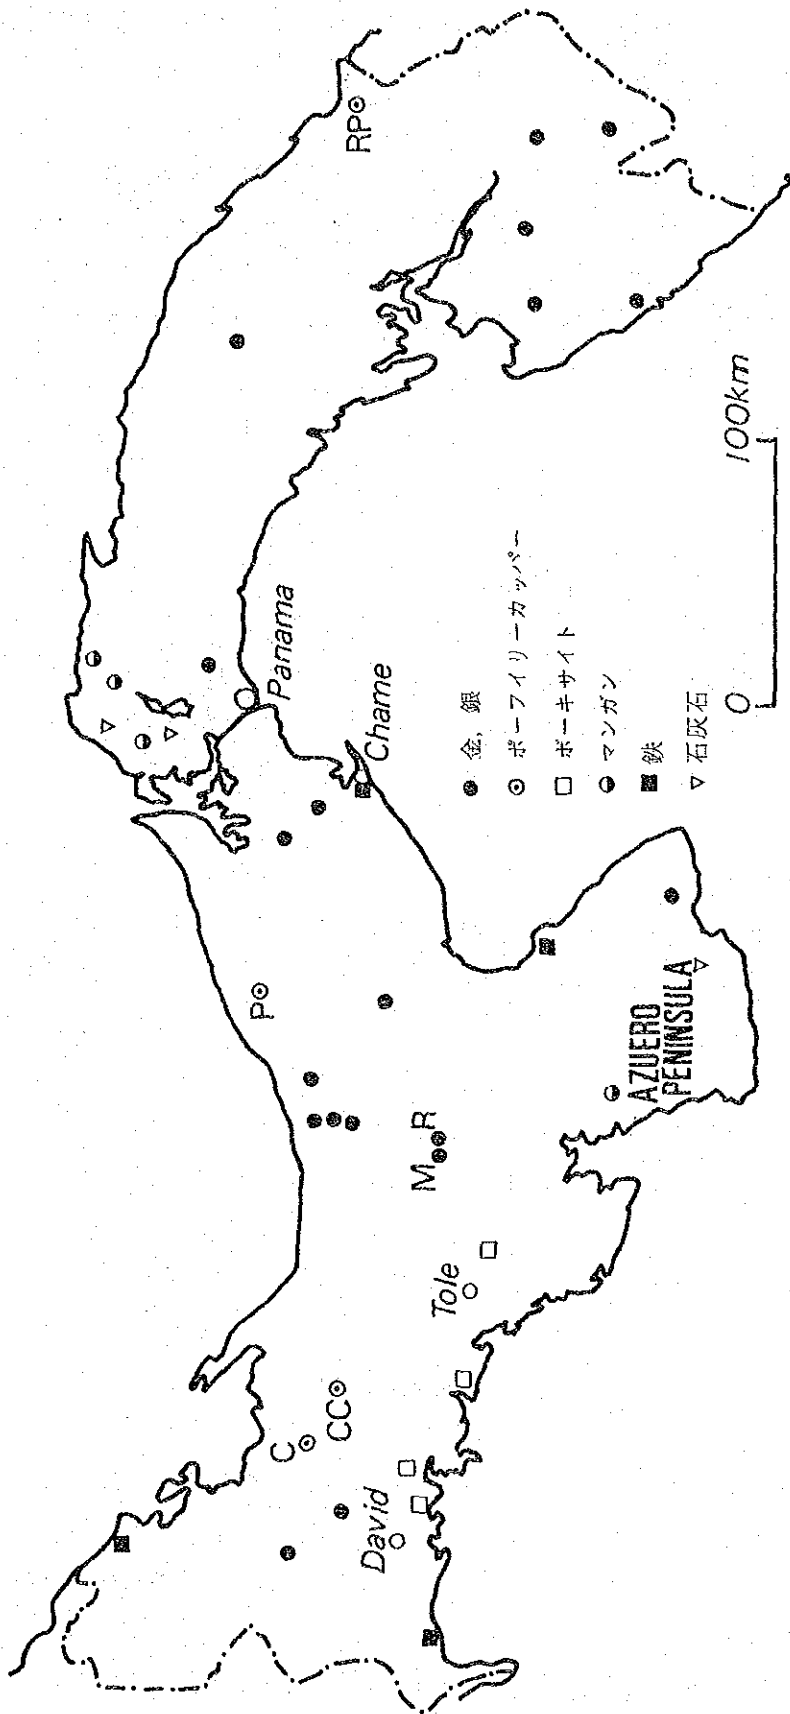 RP
Panama
Chame
P
M
R
Tole
C
CC
David
AZUERO
PENINSULA
金, 銀
ポーフィリーカッパー
ボーキサイト
マンガン
鉄
石灰石
0 100km